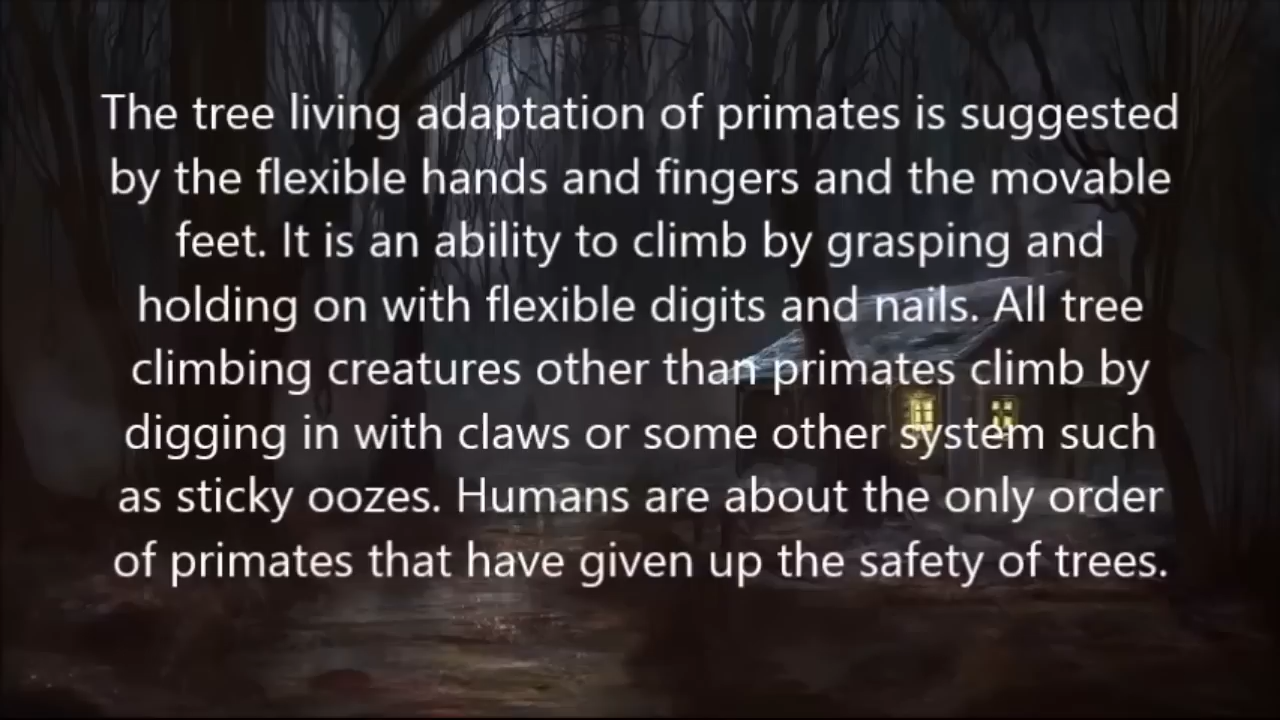 The tree living adaptation of primates is suggested
by the flexible hands and fingers and the movable
feet. It is an ability to climb by grasping and
holding on with flexible digits and nails. All tree
climbing creatures other than primates climb by
digging in with claws or some other system such
as sticky oozes. Humans are about the only order
of primates that have given up the safety of trees.